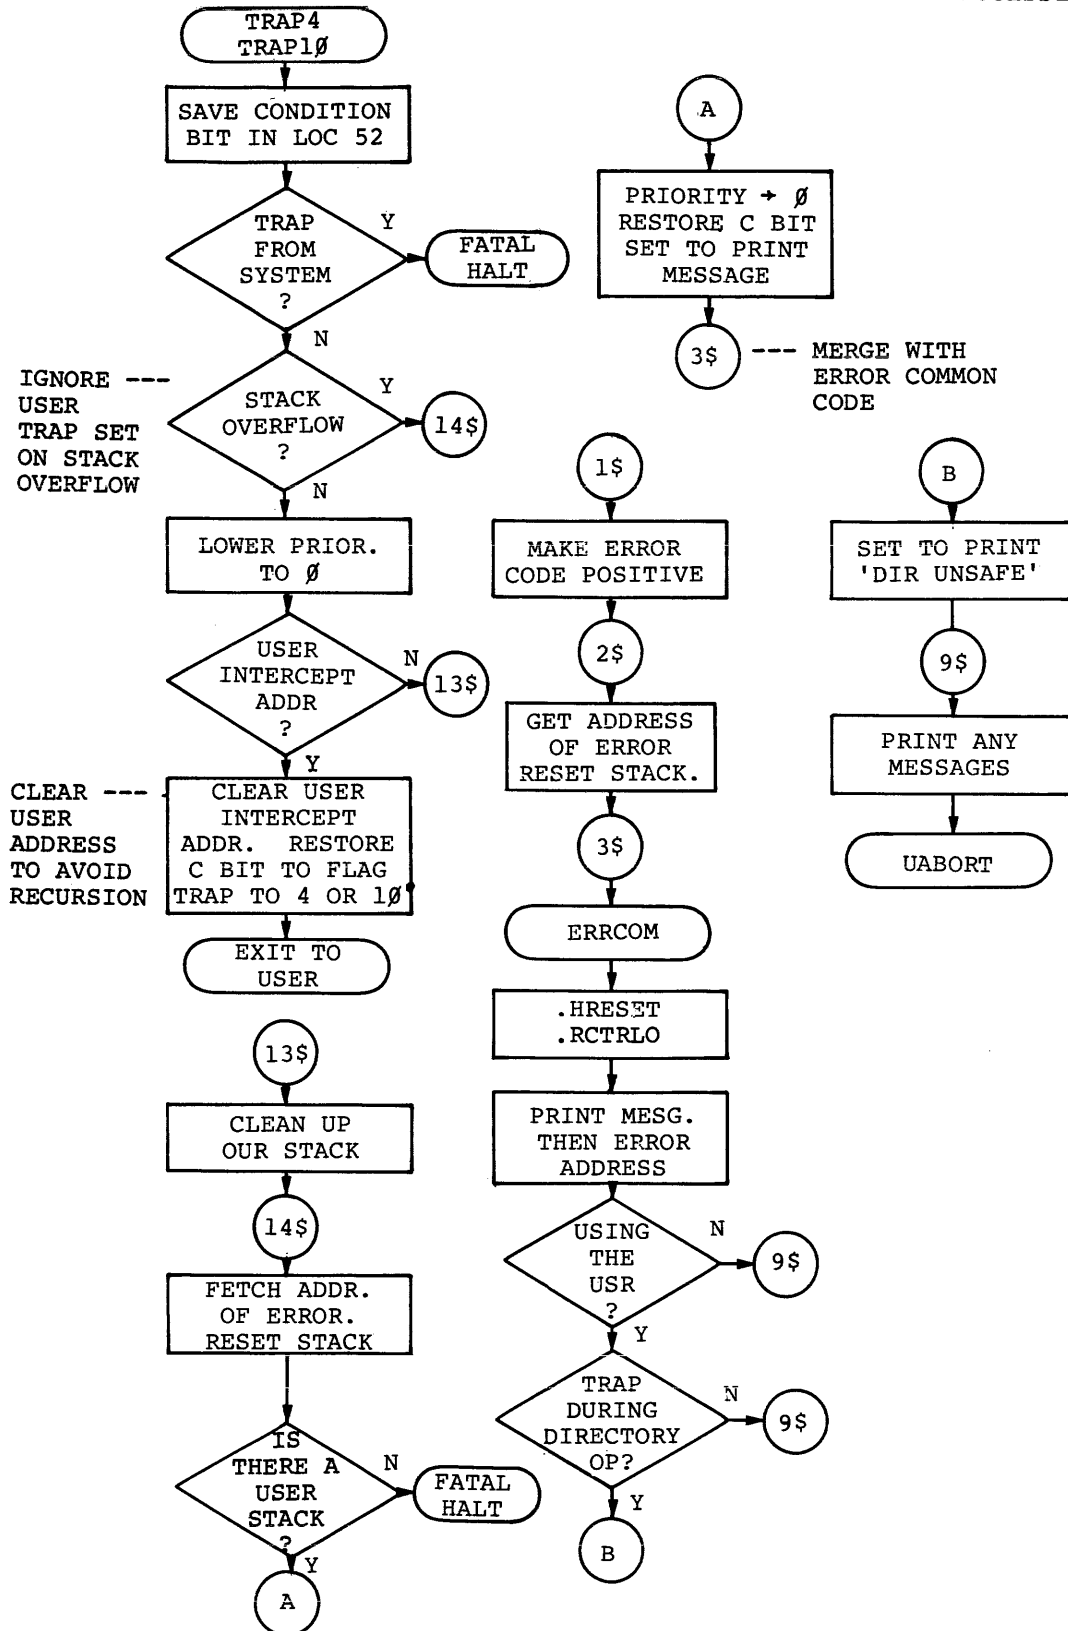 TRAP4
TRAP1Ø
SAVE CONDITION
BIT IN LOC 52
TRAP
FROM
SYSTEM
?
Y
FATAL
HALT
N
IGNORE ---
USER
TRAP SET
ON STACK
OVERFLOW
STACK
OVERFLOW
?
Y
14$
N
LOWER PRIOR.
TO Ø
USER
INTERCEPT
ADDR
?
N
13$
Y
CLEAR ---
USER
ADDRESS
TO AVOID
RECURSION
CLEAR USER
INTERCEPT
ADDR. RESTORE
C BIT TO FLAG
TRAP TO 4 OR 1Ø
EXIT TO
USER
13$
CLEAN UP
OUR STACK
14$
FETCH ADDR.
OF ERROR.
RESET STACK
IS
THERE A
USER
STACK
?
N
FATAL
HALT
Y
A
A
PRIORITY → Ø
RESTORE C BIT
SET TO PRINT
MESSAGE
3$
--- MERGE WITH
ERROR COMMON
CODE
1$
MAKE ERROR
CODE POSITIVE
2$
GET ADDRESS
OF ERROR
RESET STACK.
3$
ERRCOM
.HRESET
.RCTRLO
PRINT MESG.
THEN ERROR
ADDRESS
USING
THE
USR
?
N
9$
Y
TRAP
DURING
DIRECTORY
OP?
N
9$
Y
B
B
SET TO PRINT
'DIR UNSAFE'
9$
PRINT ANY
MESSAGES
UABORT